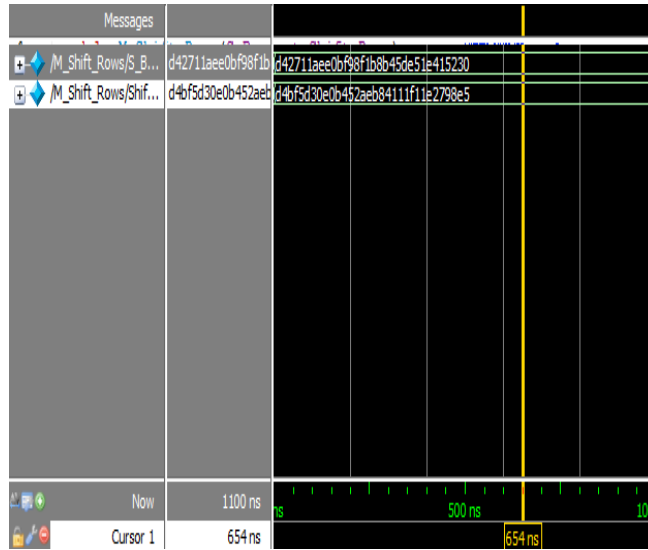 Messages
/M_Shift_Rows/S_B... d42711aee0bf98f1b d42711aee0bf98f1b8b45de51e415230
/M_Shift_Rows/Shif... d4bf5d30e0b452aeb d4bf5d30e0b452aeb84111f11e2798e5
Now 1100 ns ns 500 ns 10
Cursor 1 654 ns 654 ns